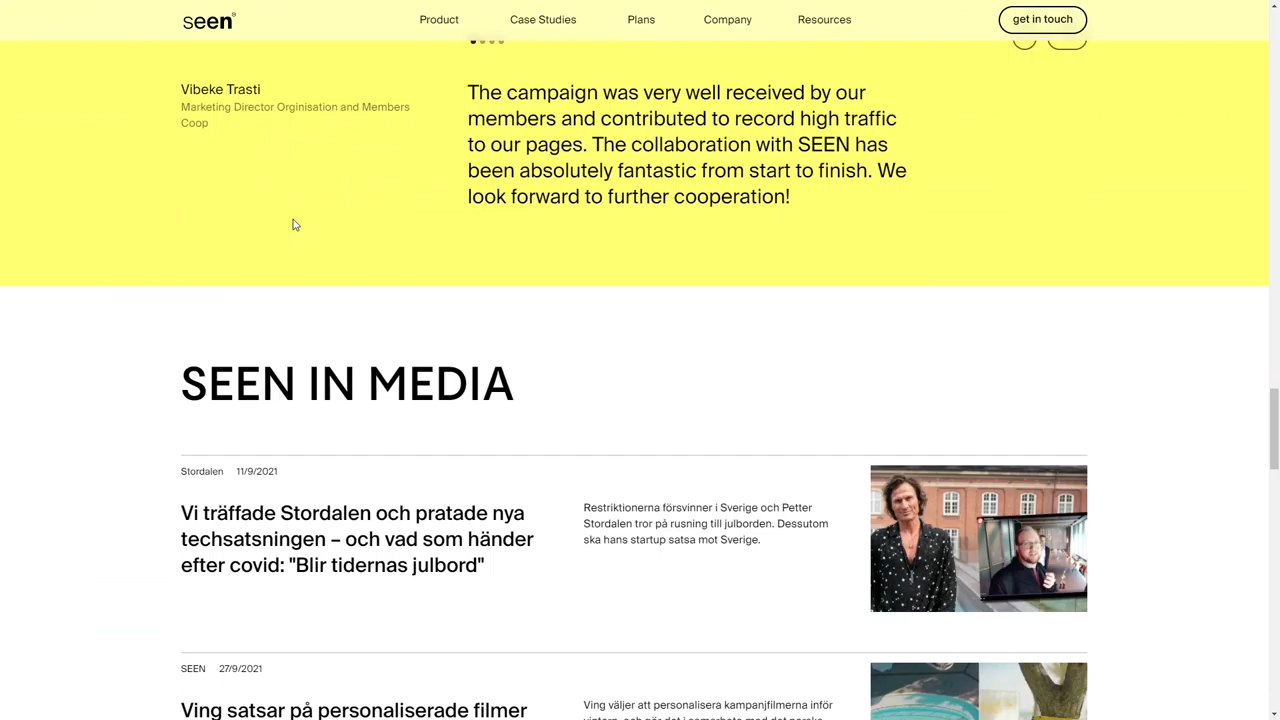 seen
Product
Case Studies
Plans
Company
Resources
get in touch
Vibeke Trasti
Marketing Director Orginisation and Members
Coop
The campaign was very well received by our
members and contributed to record high traffic
to our pages. The collaboration with SEEN has
been absolutely fantastic from start to finish. We
look forward to further cooperation!
SEEN IN MEDIA
Stordalen 11/9/2021
Vi träffade Stordalen och pratade nya
techsatsningen – och vad som händer
efter covid: "Blir tidernas julbord"
Restriktionerna försvinner i Sverige och Petter
Stordalen tror på rusning till julborden. Dessutom
ska hans startup satsa mot Sverige.
SEEN 27/9/2021
Ving satsar på personaliserade filmer
Ving väljer att personalisera kampanjfilmerna inför